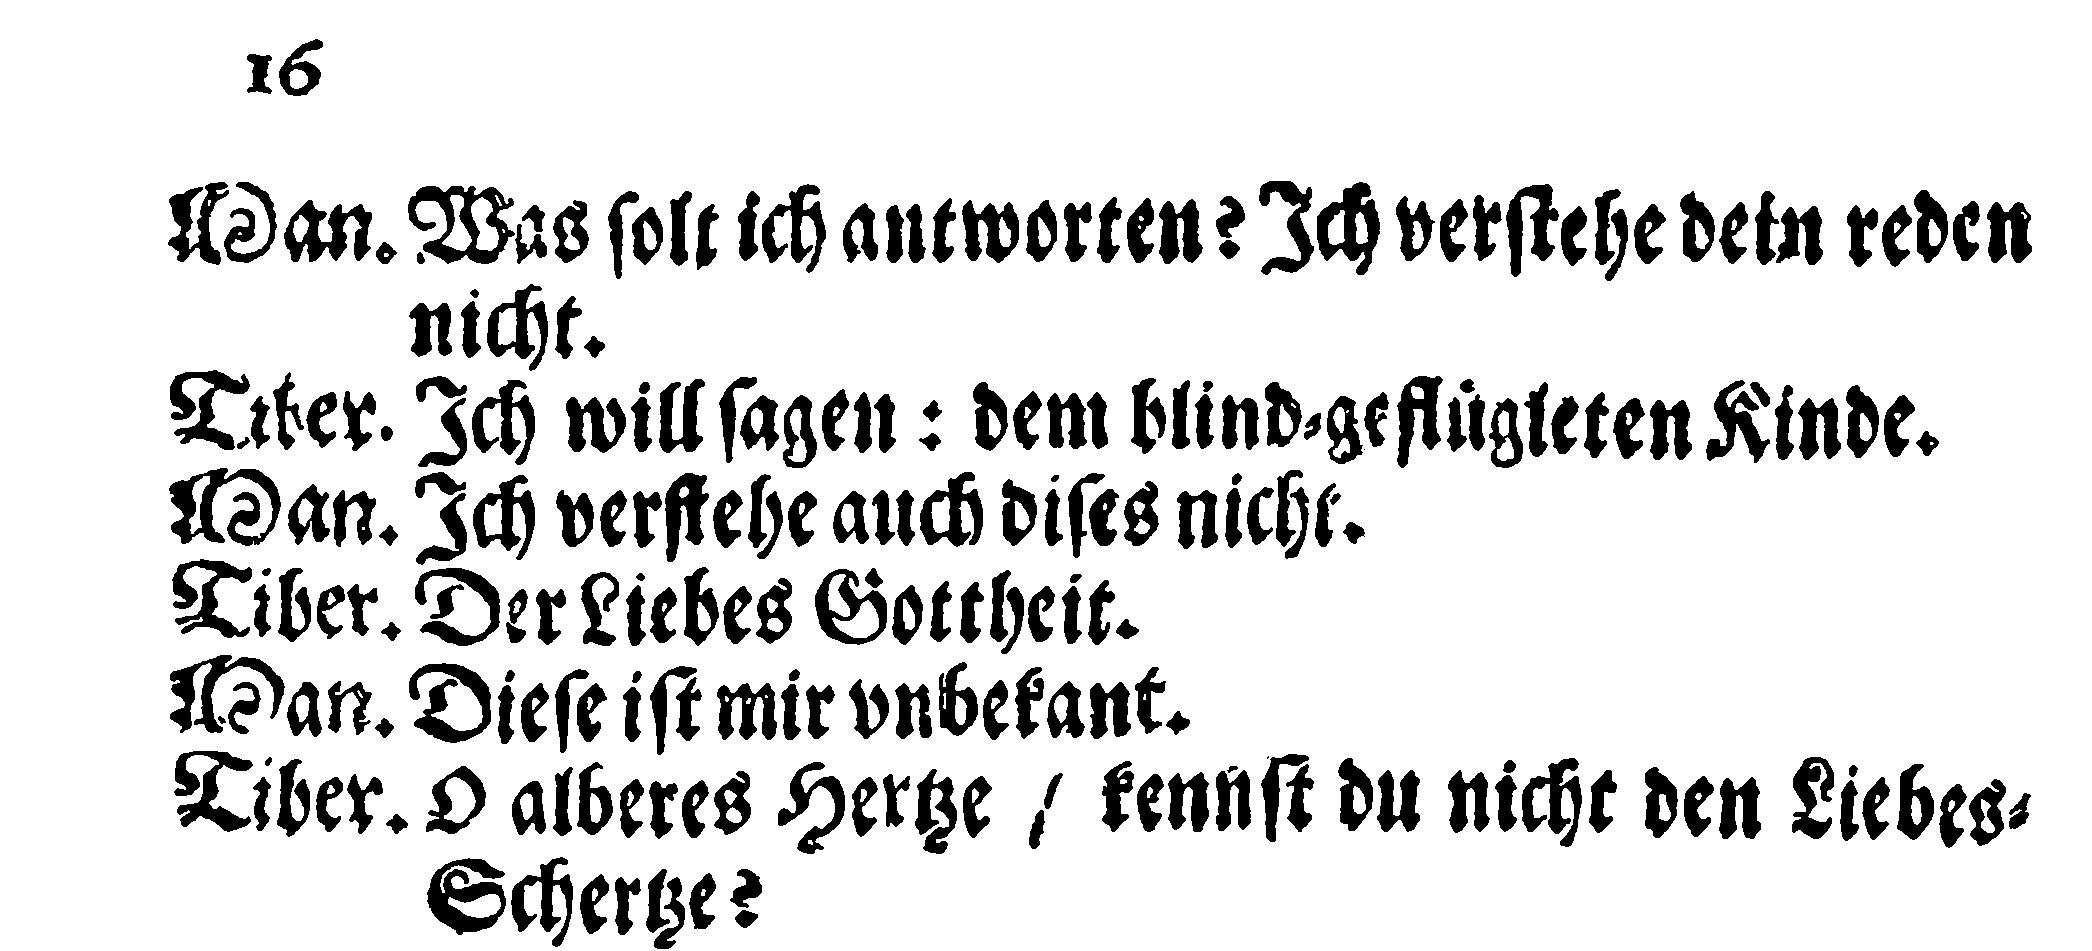 16
Man. Was ſolt ich antworten? Ich verſtehe dein reden
nicht.
Tiber. Ich will ſagen : dem blind-geflügleten Kinde.
Man. Ich verſtehe auch diſes nicht.
Tiber. Der Liebes Gottheit.
Man. Dieſe iſt mir vnbekant.
Tiber. O alberes Hertze / kennſt du nicht den Liebes-
Schertze?